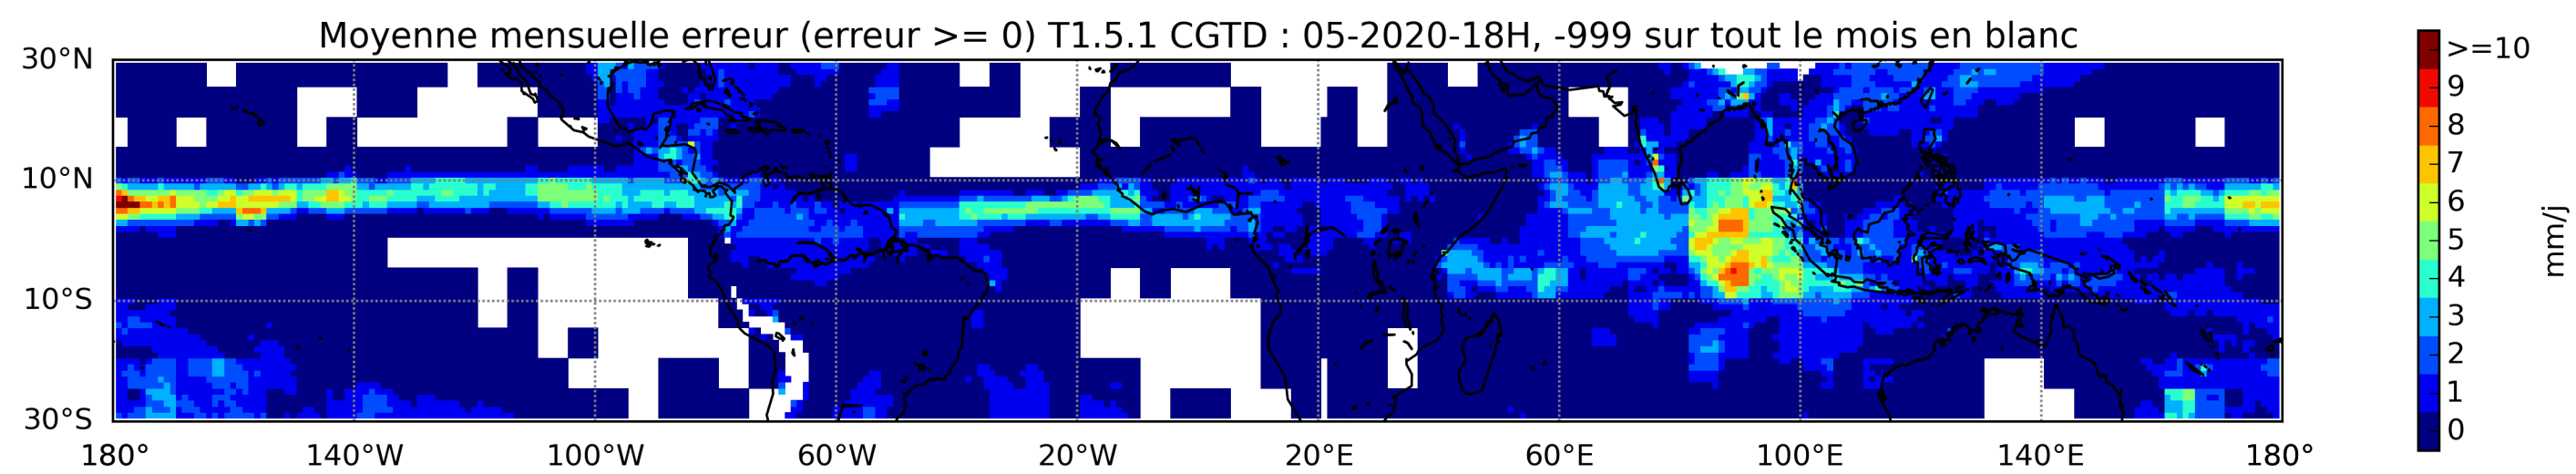 Moyenne mensuelle erreur (erreur >= 0) T1.5.1 CGTD : 05-2020-18H, -999 sur tout le mois en blanc
30°N
10°N
10°S
30°S
180° 140°W 100°W 60°W 20°W 20°E 60°E 100°E 140°E 180°
>=10
9
8
7
6
5
4
3
2
1
0
mm/j